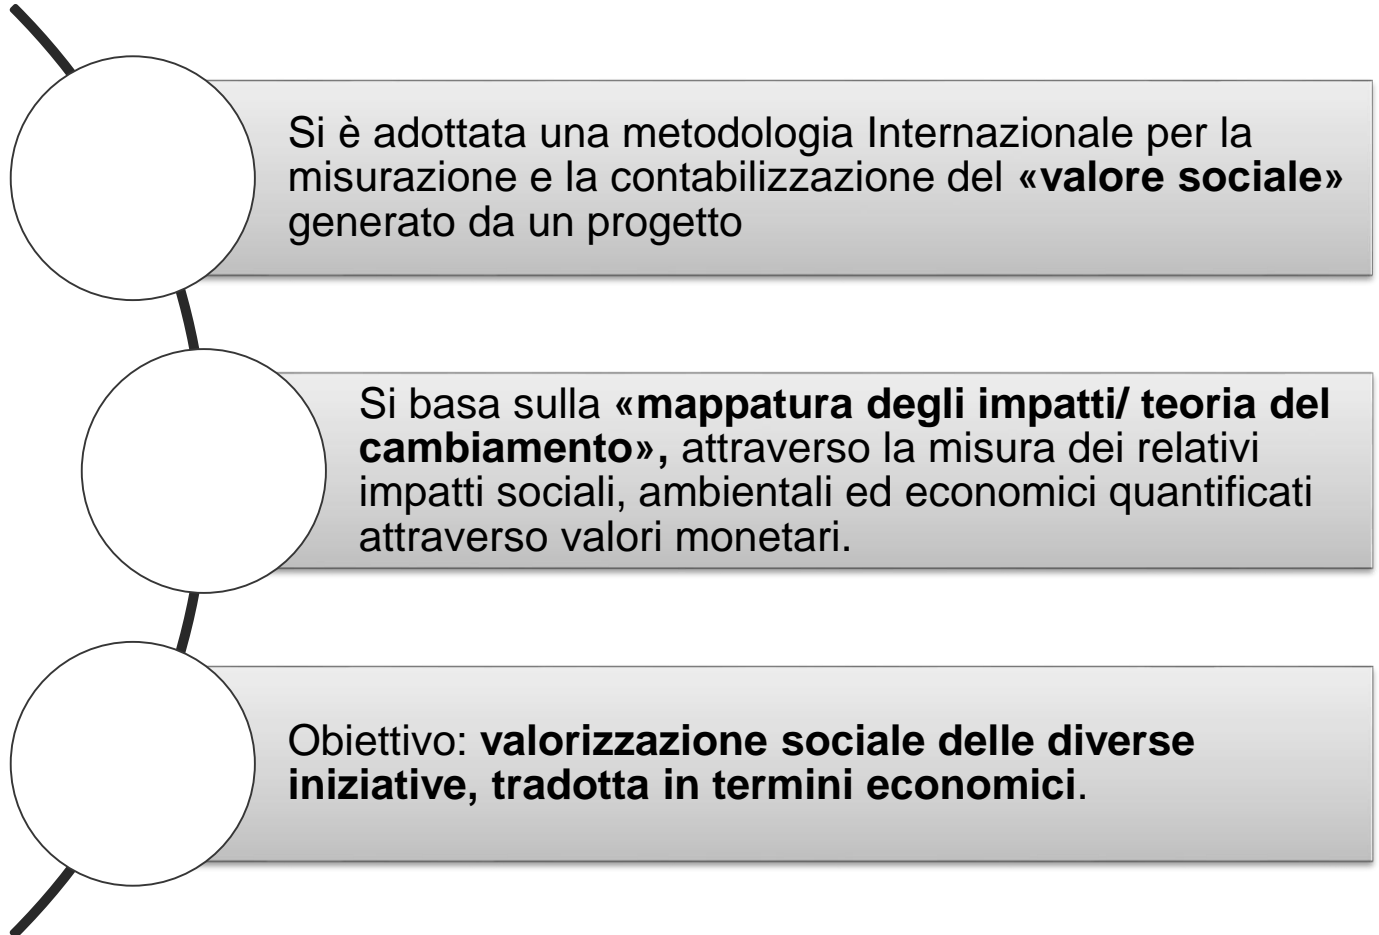 Si è adottata una metodologia Internazionale per la
misurazione e la contabilizzazione del «valore sociale»
generato da un progetto
Si basa sulla «mappatura degli impatti/ teoria del
cambiamento», attraverso la misura dei relativi
impatti sociali, ambientali ed economici quantificati
attraverso valori monetari.
Obiettivo: valorizzazione sociale delle diverse
iniziative, tradotta in termini economici.